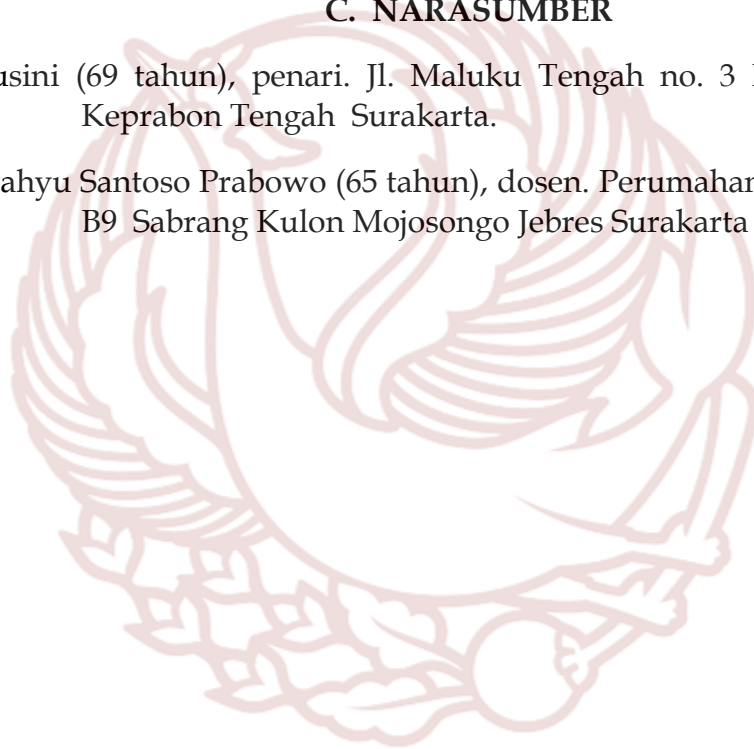 C. NARASUMBER
usini (69 tahun), penari. Jl. Maluku Tengah no. 3
Keprabon Tengah Surakarta.
ahyu Santoso Prabowo (65 tahun), dosen. Perumahan
B9 Sabrang Kulon Mojosongo Jebres Surakarta